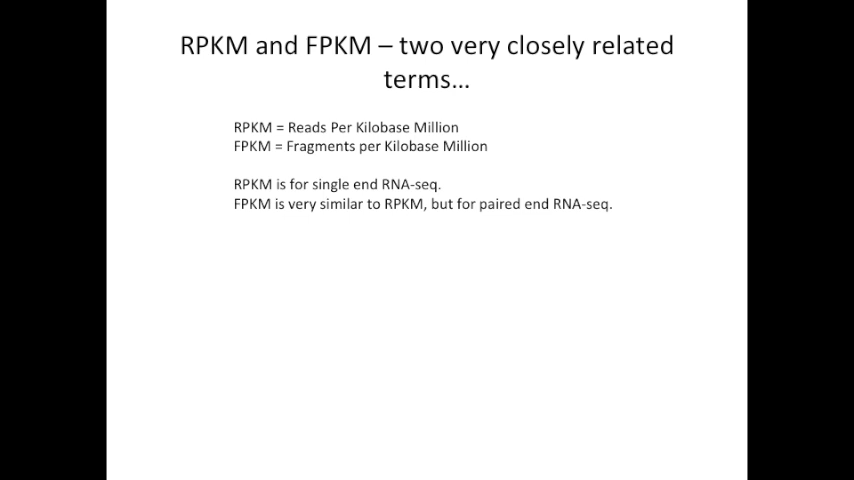 RPKM and FPKM – two very closely related
terms…
RPKM = Reads Per Kilobase Million
FPKM = Fragments per Kilobase Million
RPKM is for single end RNA-seq.
FPKM is very similar to RPKM, but for paired end RNA-seq.